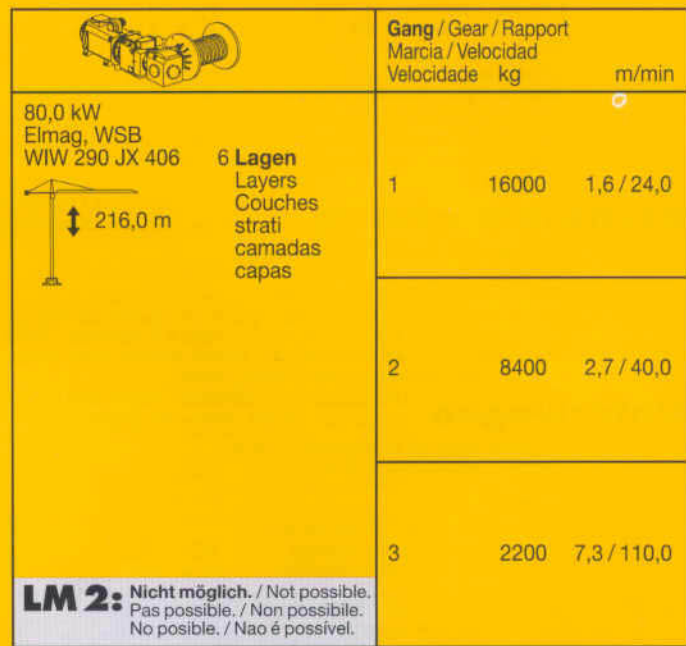 Gang / Gear / Rapport
Marcia / Velocidad
Velocidade kg m/min
80,0 kW
Elmag, WSB
WIW 290 JX 406 6 Lagen
Layers
Couches
strati
camadas
capas
216,0 m
1 16000 1,6 / 24,0
2 8400 2,7 / 40,0
3 2200 7,3 / 110,0
LM 2: Nicht möglich. / Not possible.
Pas possible. / Non possibile.
No posible. / Nao é possível.